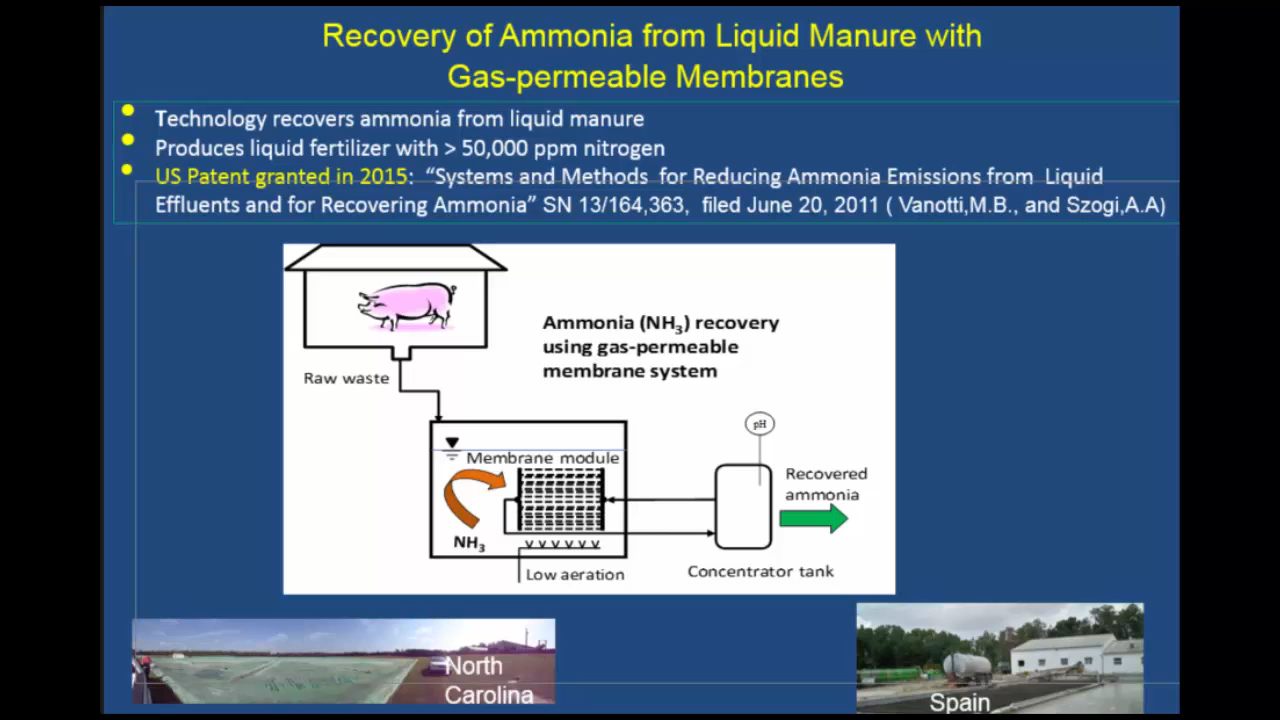 Recovery of Ammonia from Liquid Manure with
Gas-permeable Membranes
Technology recovers ammonia from liquid manure
Produces liquid fertilizer with > 50,000 ppm nitrogen
US Patent granted in 2015: “Systems and Methods for Reducing Ammonia Emissions from Liquid
Effluents and for Recovering Ammonia” SN 13/164,363, filed June 20, 2011 ( Vanotti,M.B., and Szogi,A.A)
Ammonia (NH3) recovery
using gas-permeable
membrane system
Raw waste
pH
Membrane module
Recovered
ammonia
NH3
Low aeration
Concentrator tank
North
Carolina
Spain